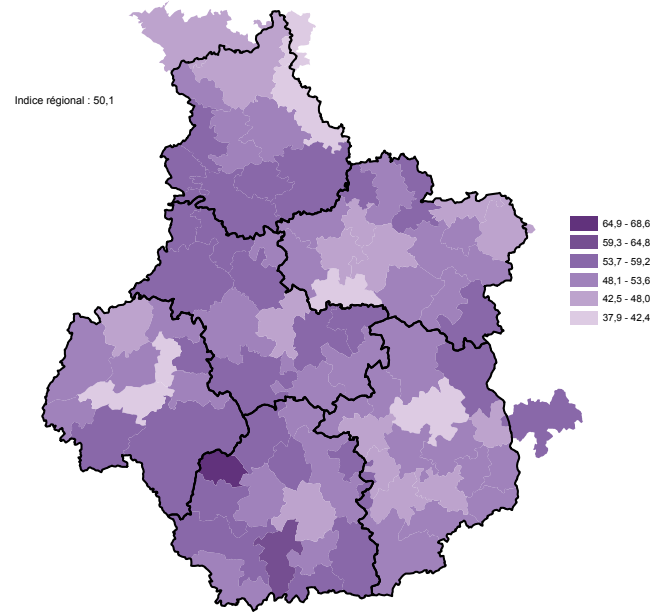 Indice régional : 50,1
64,9 - 68,6
59,3 - 64,8
53,7 - 59,2
48,1 - 53,6
42,5 - 48,0
37,9 - 42,4